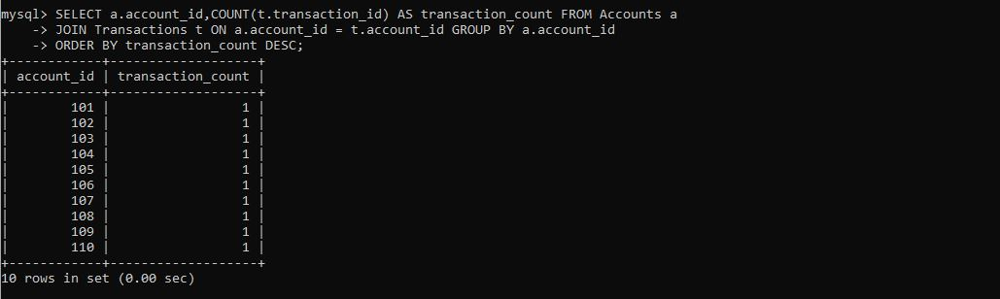 mysql> SELECT a.account_id,COUNT(t.transaction_id) AS transaction_count FROM Accounts a
    -> JOIN Transactions t ON a.account_id = t.account_id GROUP BY a.account_id
    -> ORDER BY transaction_count DESC;
+------------+-------------------+
| account_id | transaction_count |
+------------+-------------------+
|        101 |                 1 |
|        102 |                 1 |
|        103 |                 1 |
|        104 |                 1 |
|        105 |                 1 |
|        106 |                 1 |
|        107 |                 1 |
|        108 |                 1 |
|        109 |                 1 |
|        110 |                 1 |
+------------+-------------------+
10 rows in set (0.00 sec)